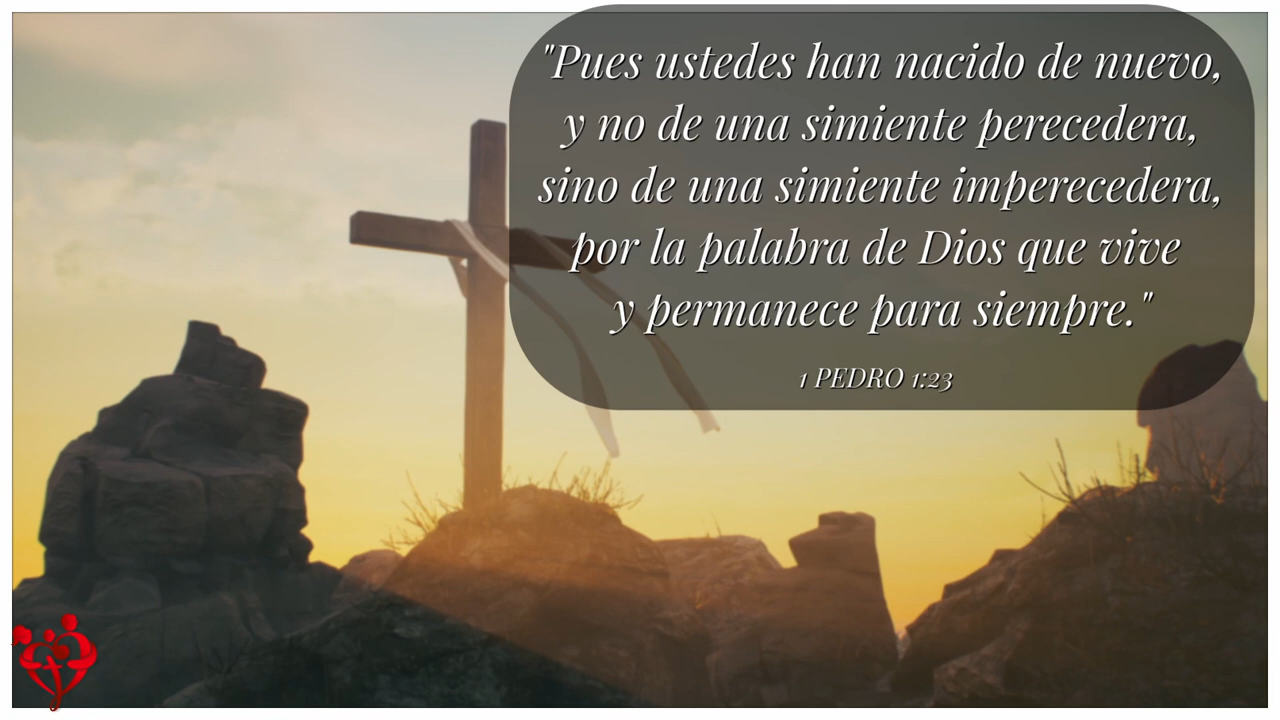 "Pues ustedes han nacido de nuevo,
y no de una simiente perecedera,
sino de una simiente imperecedera,
por la palabra de Dios que vive
y permanece para siempre."
1 PEDRO 1:23